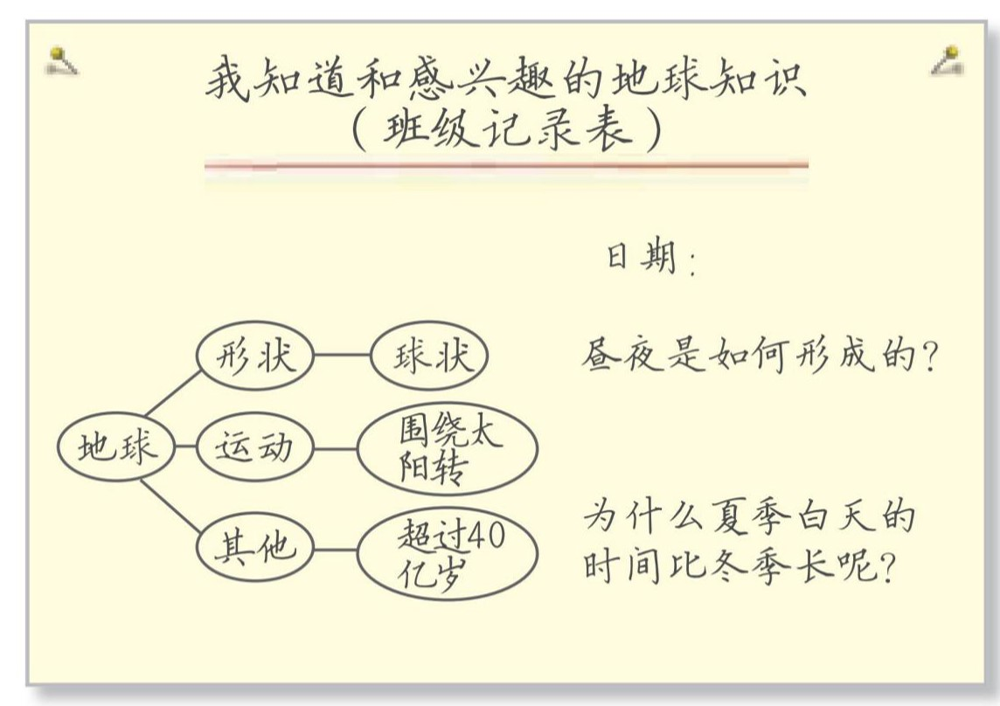 我知道和感兴趣的地球知识
（班级记录表）
日期：
形状
球状
昼夜是如何形成的？
地球
运动
围绕太
阳转
其他
超过40
亿岁
为什么夏季白天的
时间比冬季长呢？